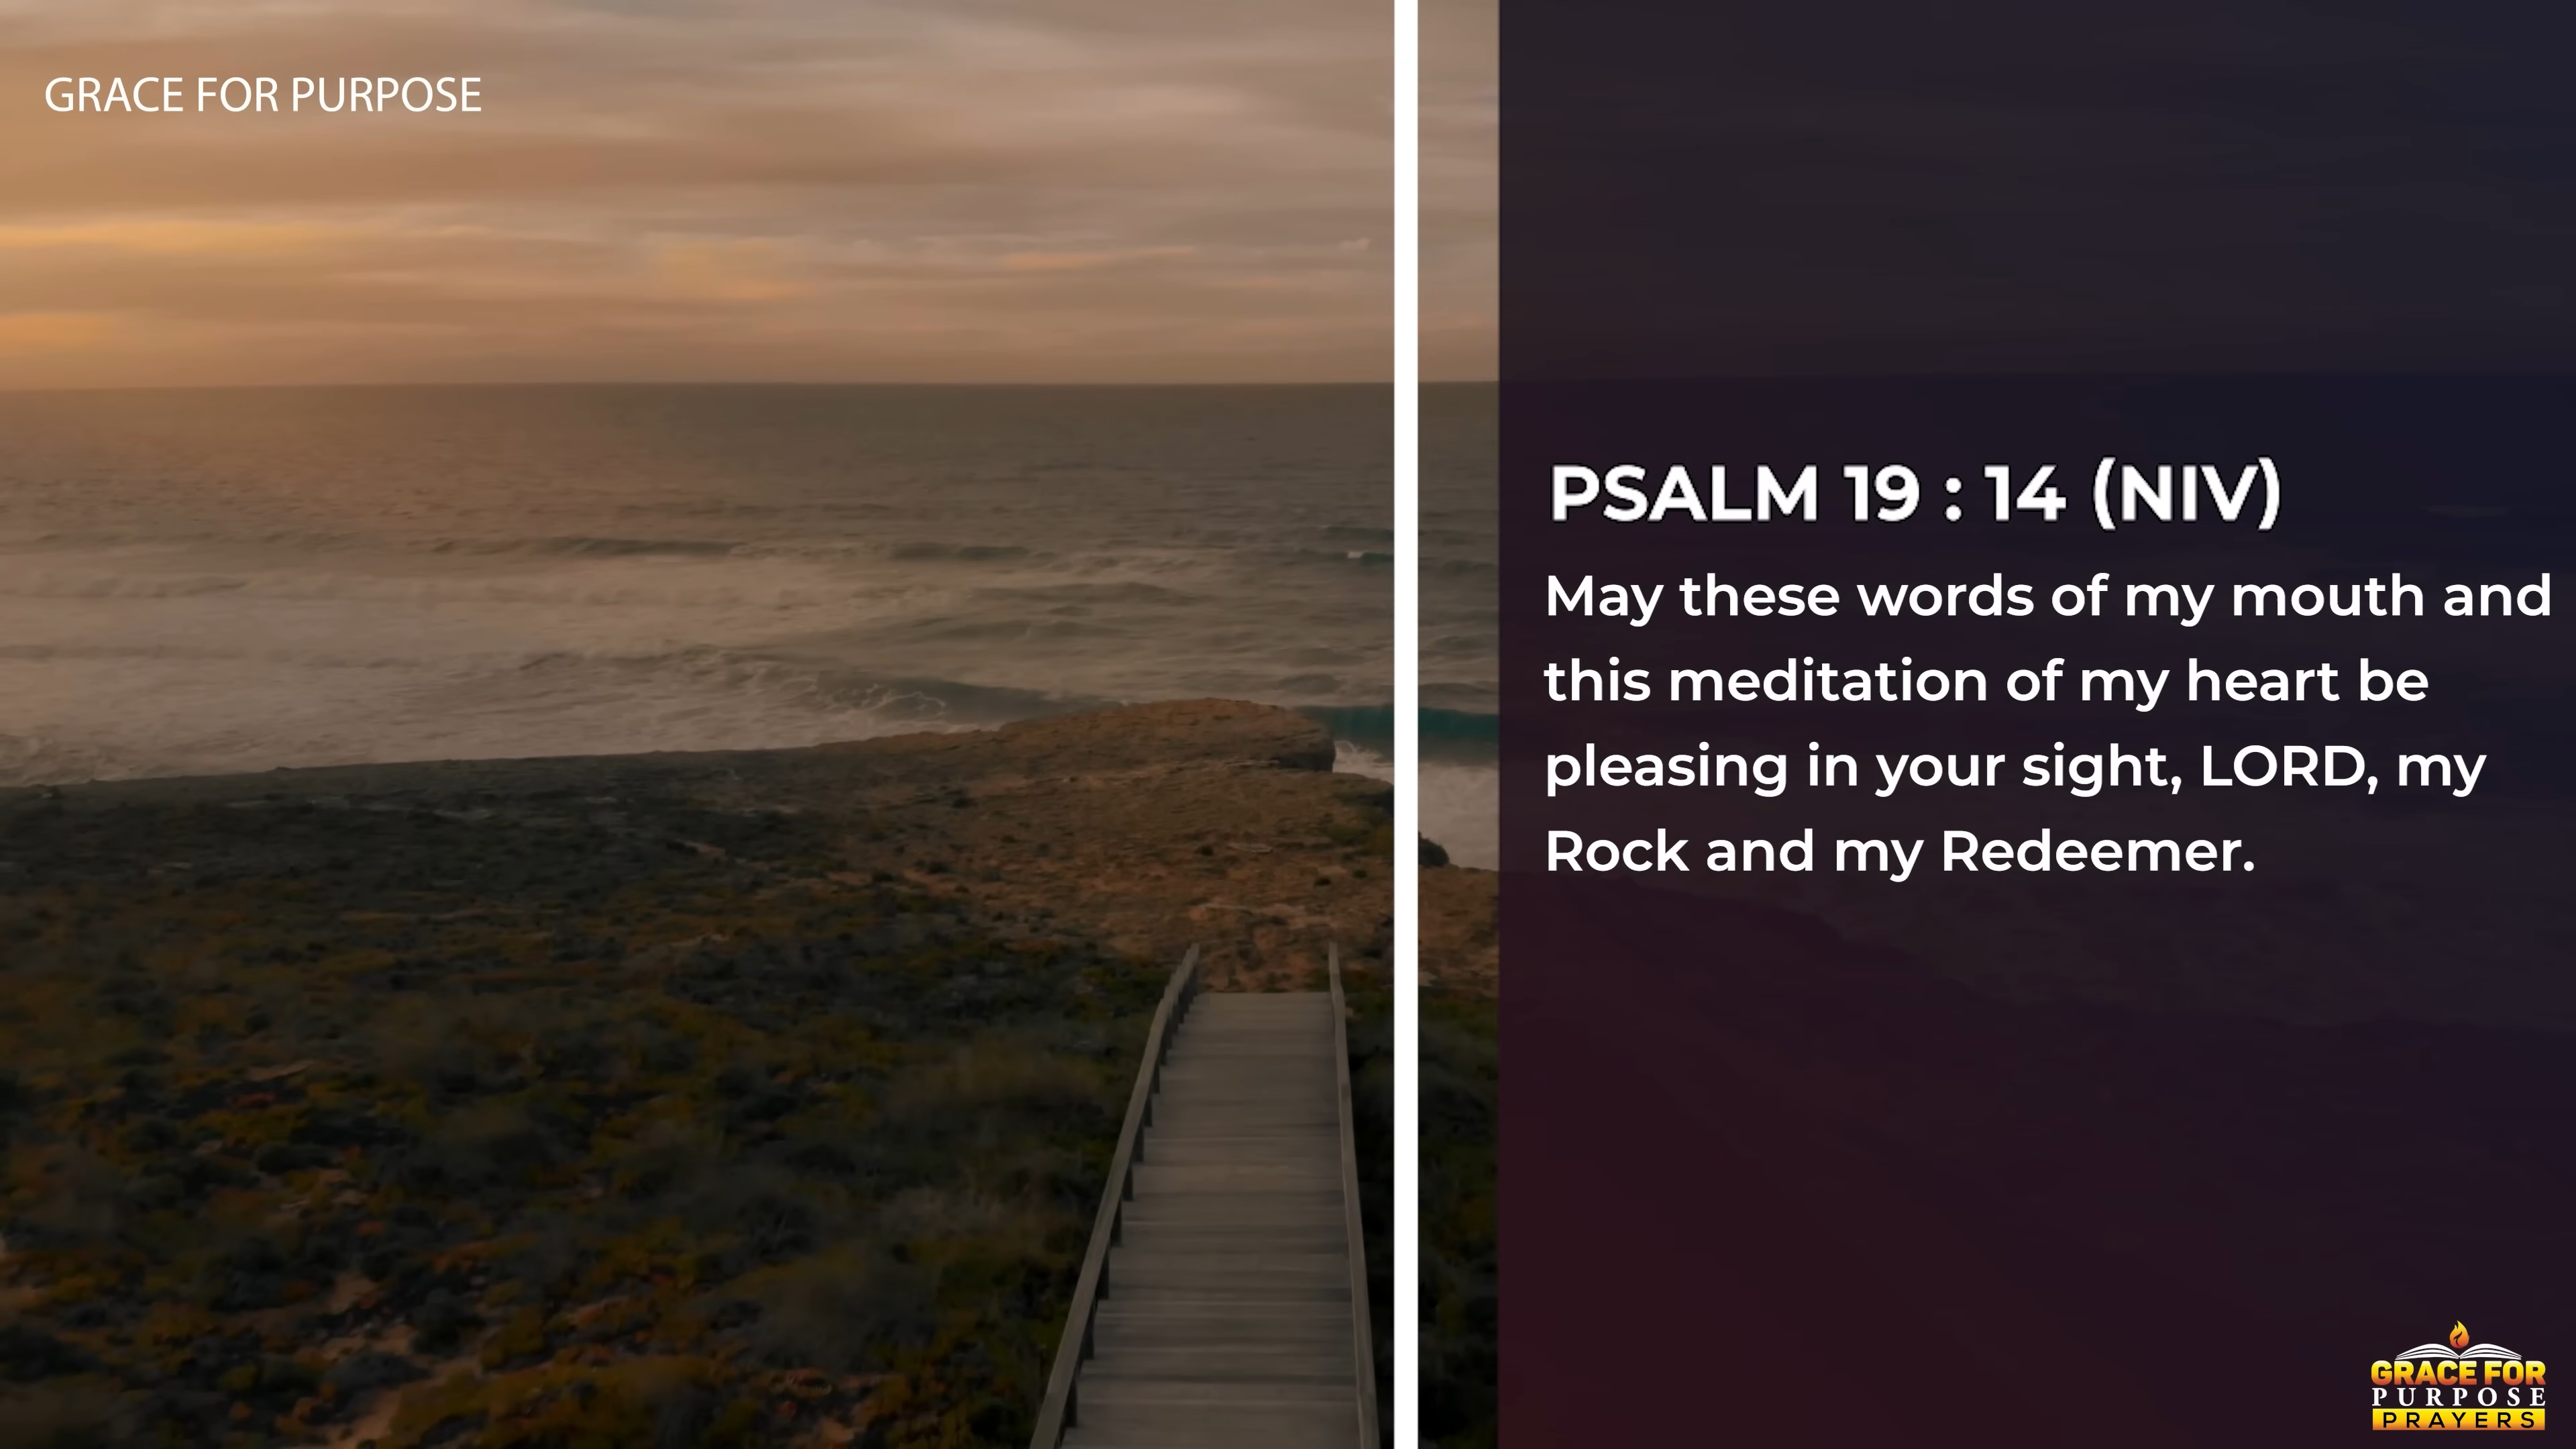 GRACE FOR PURPOSE
PSALM 19 : 14 (NIV)
May these words of my mouth and
this meditation of my heart be
pleasing in your sight, LORD, my
Rock and my Redeemer.
GRACE FOR
PURPOSE
PRAYERS